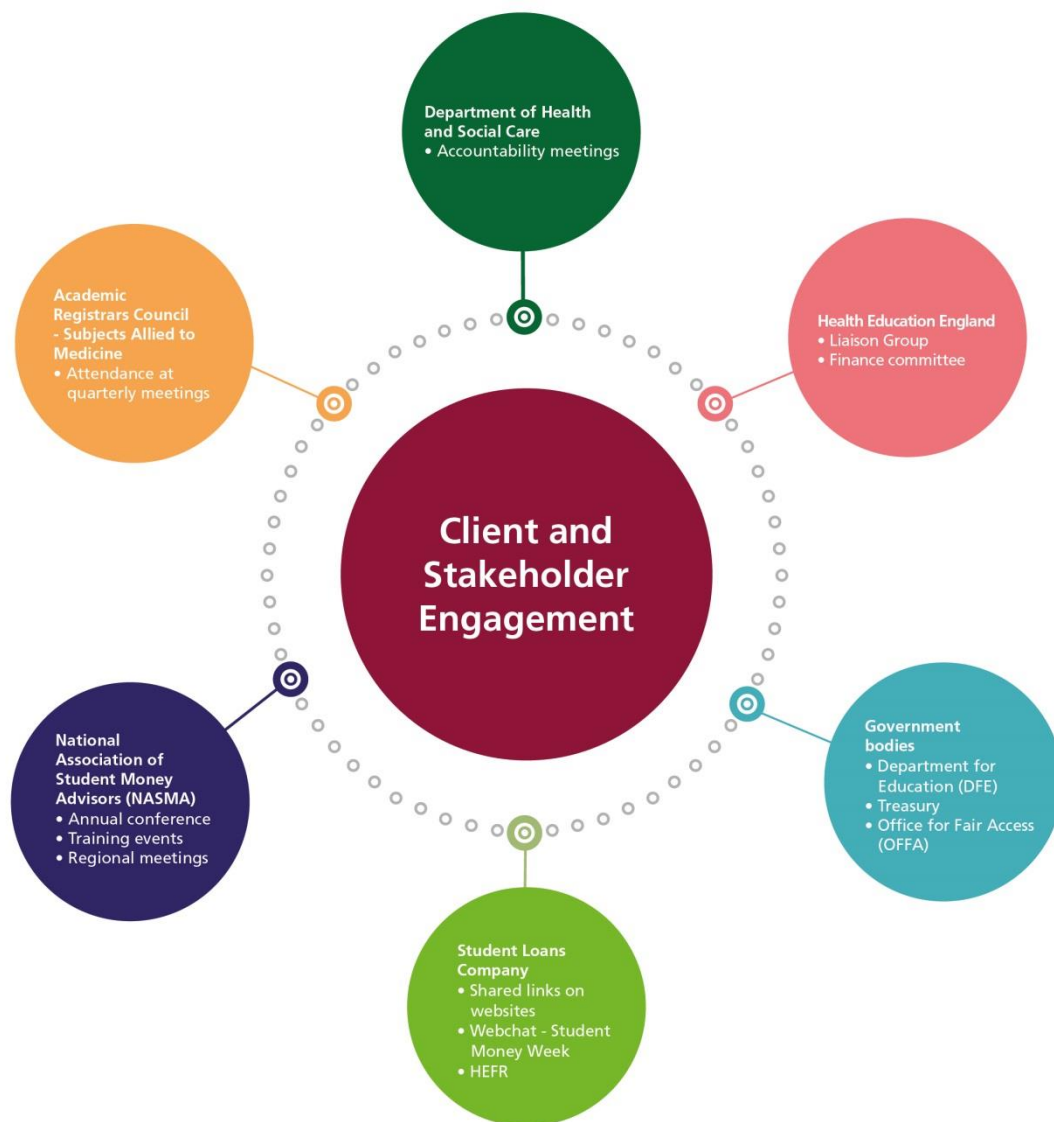 Department of Health
and Social Care
• Accountability meetings
Academic
Registrars Council
- Subjects Allied to
Medicine
• Attendance at
quarterly meetings
Health Education England
• Liaison Group
• Finance committee
Client and
Stakeholder
Engagement
National
Association of
Student Money
Advisors (NASMA)
• Annual conference
• Training events
• Regional meetings
Government
bodies
• Department for
Education (DFE)
• Treasury
• Office for Fair Access
(OFFA)
Student Loans
Company
• Shared links on
websites
• Webchat - Student
Money Week
• HEFR